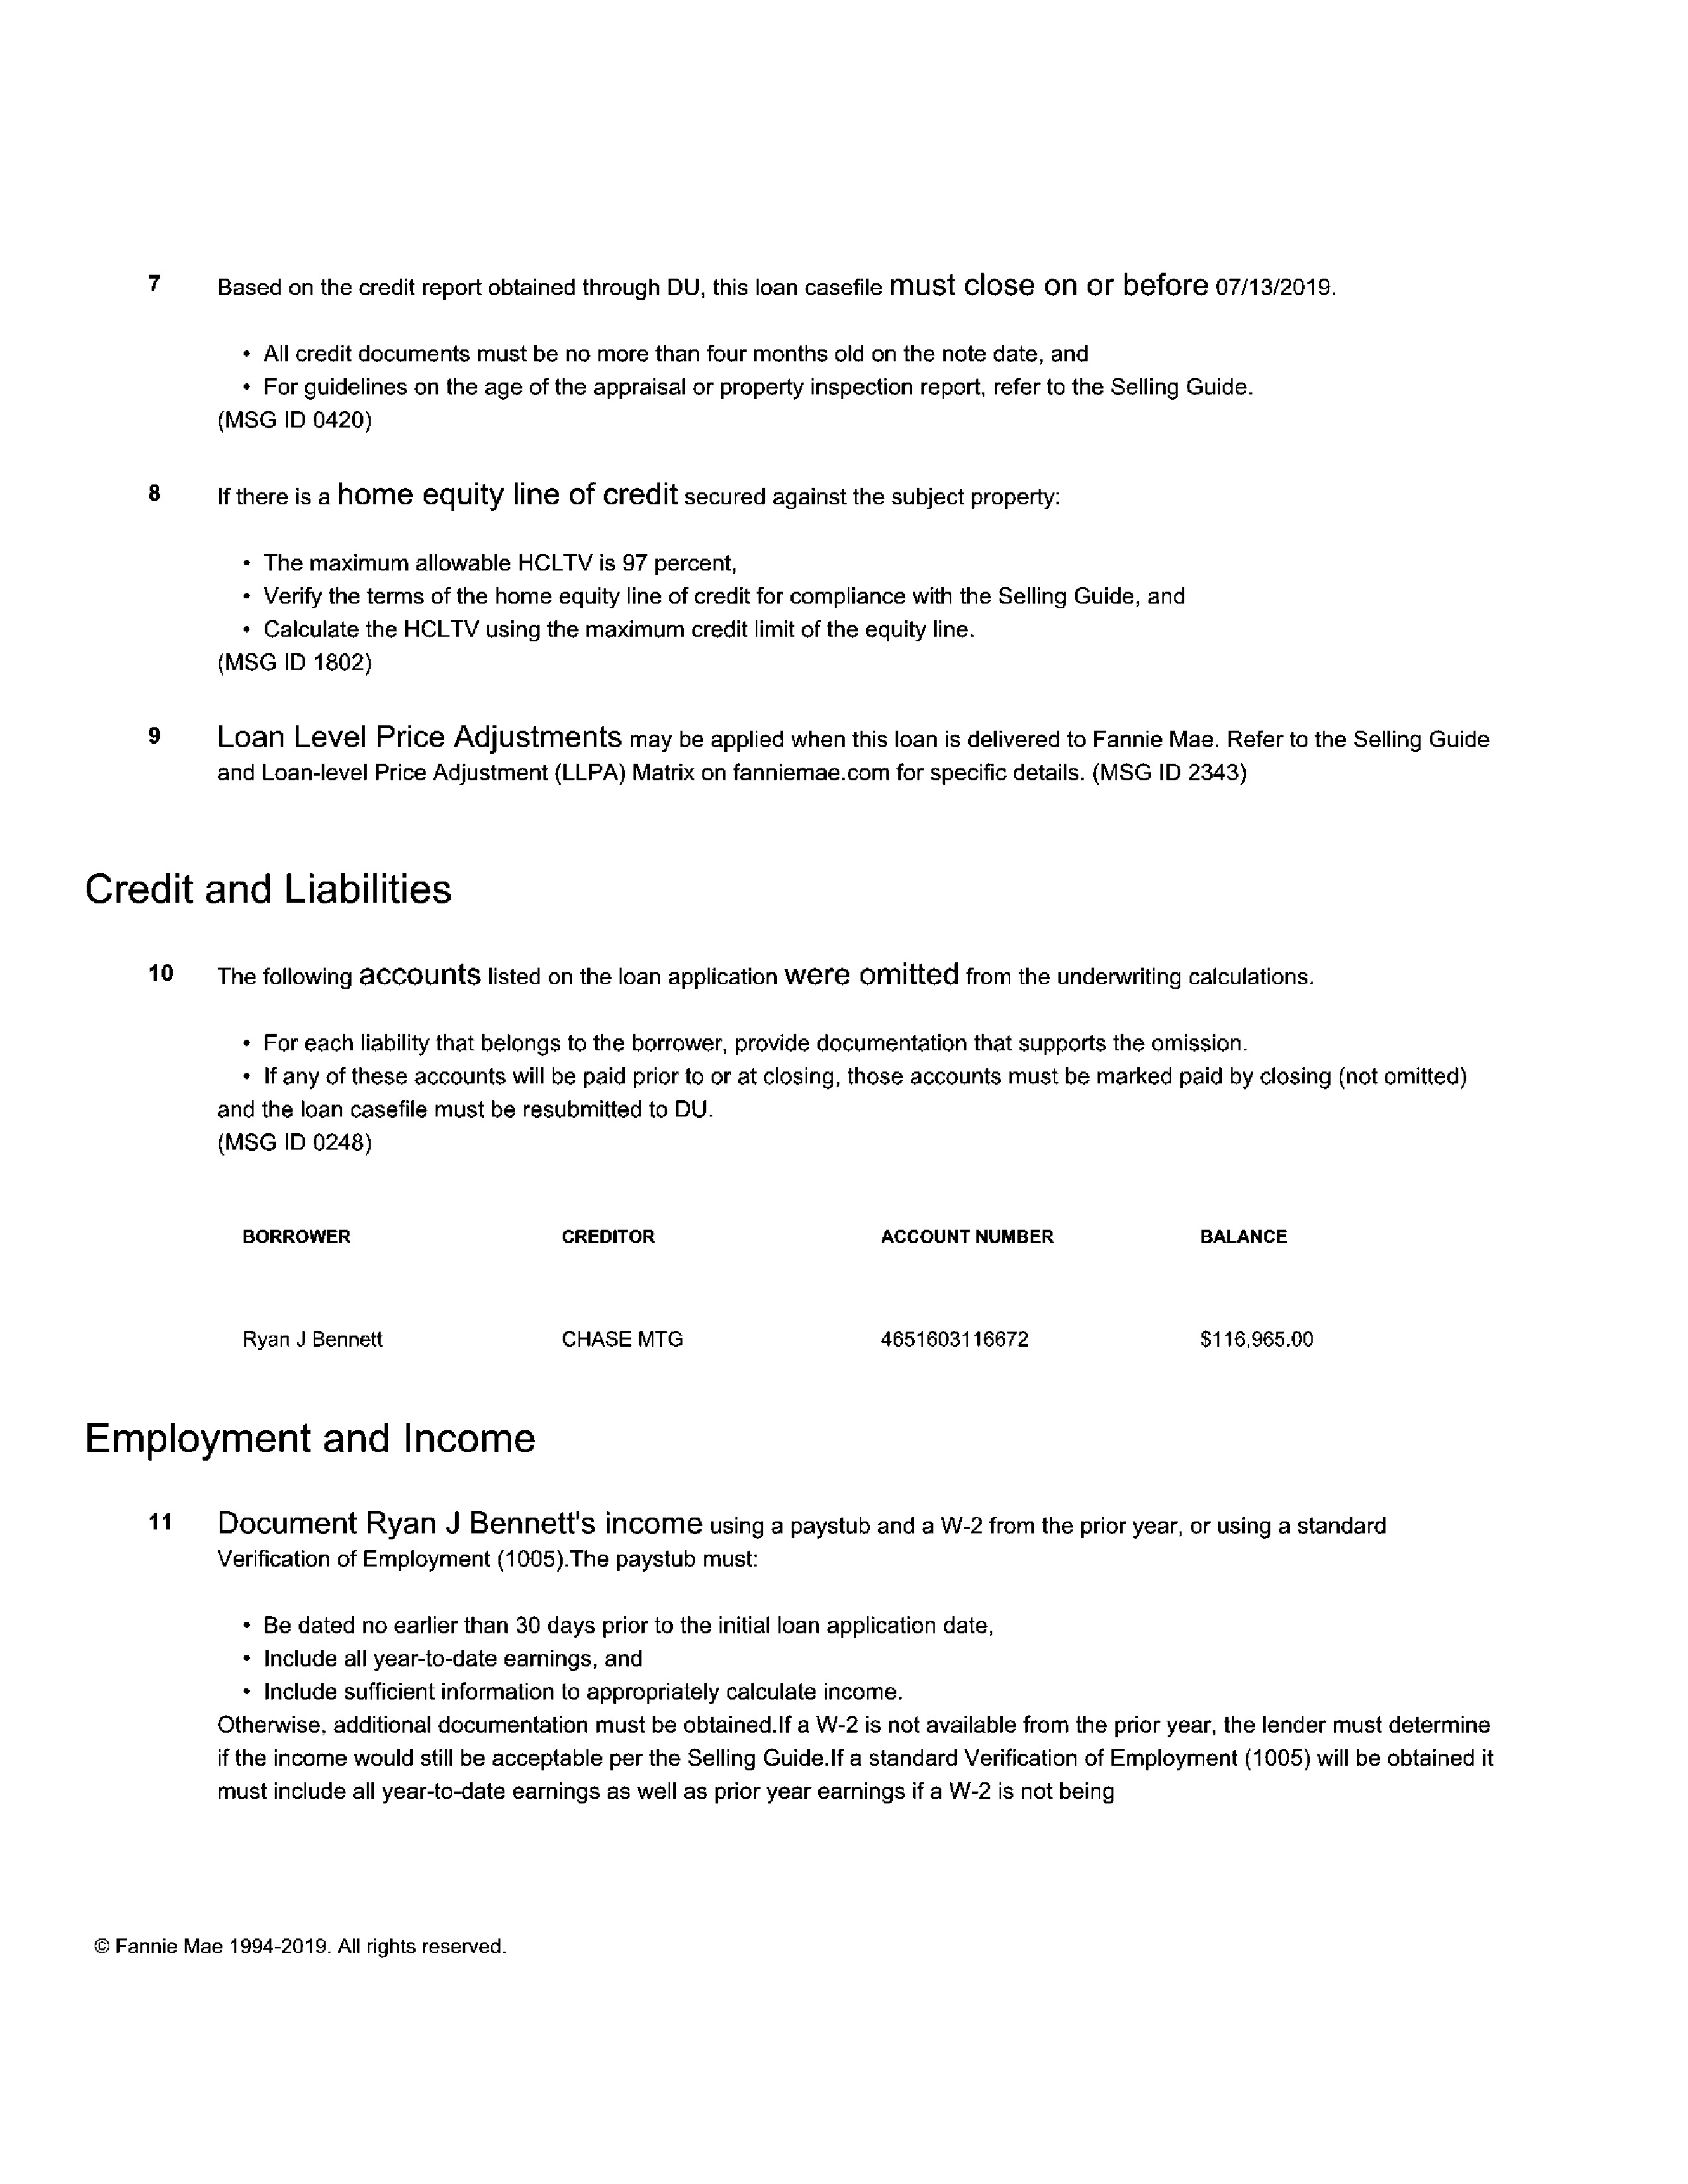 7 Based on the credit report obtained through DU, this loan casefile must close on or before 07/13/2019.
• All credit documents must be no more than four months old on the note date, and
• For guidelines on the age of the appraisal or property inspection report, refer to the Selling Guide.
(MSG ID 0420)
8 If there is a home equity line of credit secured against the subject property:
• The maximum allowable HCLTV is 97 percent,
• Verify the terms of the home equity line of credit for compliance with the Selling Guide, and
• Calculate the HCLTV using the maximum credit limit of the equity line.
(MSG ID 1802)
9 Loan Level Price Adjustments may be applied when this loan is delivered to Fannie Mae. Refer to the Selling Guide
and Loan-level Price Adjustment (LLPA) Matrix on fanniemae.com for specific details. (MSG ID 2343)
Credit and Liabilities
10 The following accounts listed on the loan application were omitted from the underwriting calculations.
• For each liability that belongs to the borrower, provide documentation that supports the omission.
• If any of these accounts will be paid prior to or at closing, those accounts must be marked paid by closing (not omitted)
and the loan casefile must be resubmitted to DU.
(MSG ID 0248)
BORROWER CREDITOR ACCOUNT NUMBER BALANCE
Ryan J Bennett CHASE MTG 4651603116672 $116,965.00
Employment and Income
11 Document Ryan J Bennett's income using a paystub and a W-2 from the prior year, or using a standard
Verification of Employment (1005).The paystub must:
• Be dated no earlier than 30 days prior to the initial loan application date,
• Include all year-to-date earnings, and
• Include sufficient information to appropriately calculate income.
Otherwise, additional documentation must be obtained.If a W-2 is not available from the prior year, the lender must determine
if the income would still be acceptable per the Selling Guide.If a standard Verification of Employment (1005) will be obtained it
must include all year-to-date earnings as well as prior year earnings if a W-2 is not being
© Fannie Mae 1994-2019. All rights reserved.